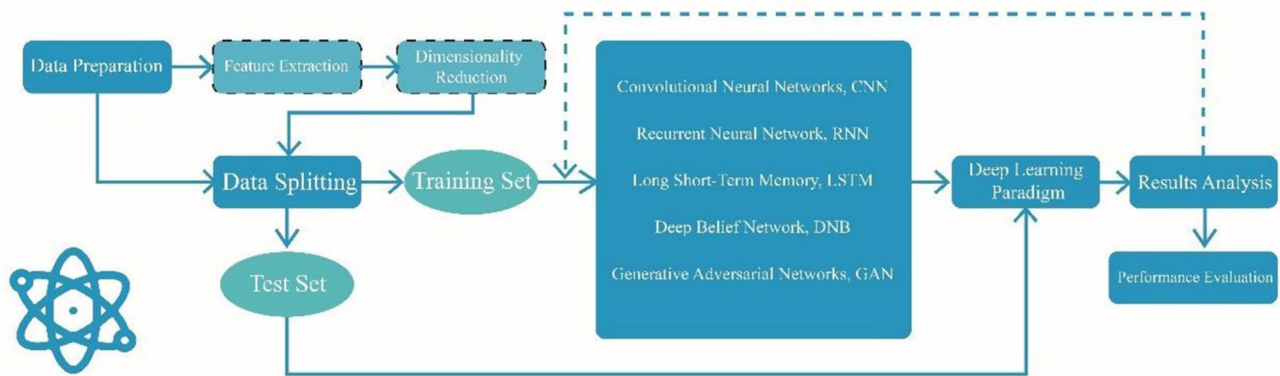 Data Preparation
Feature Extraction
Dimensionality
Reduction
Data Splitting
Training Set
Test Set
Convolutional Neural Networks, CNN
Recurrent Neural Network, RNN
Long Short-Term Memory, LSTM
Deep Belief Network, DNB
Generative Adversarial Networks, GAN
Deep Learning
Paradigm
Results Analysis
Performance Evaluation